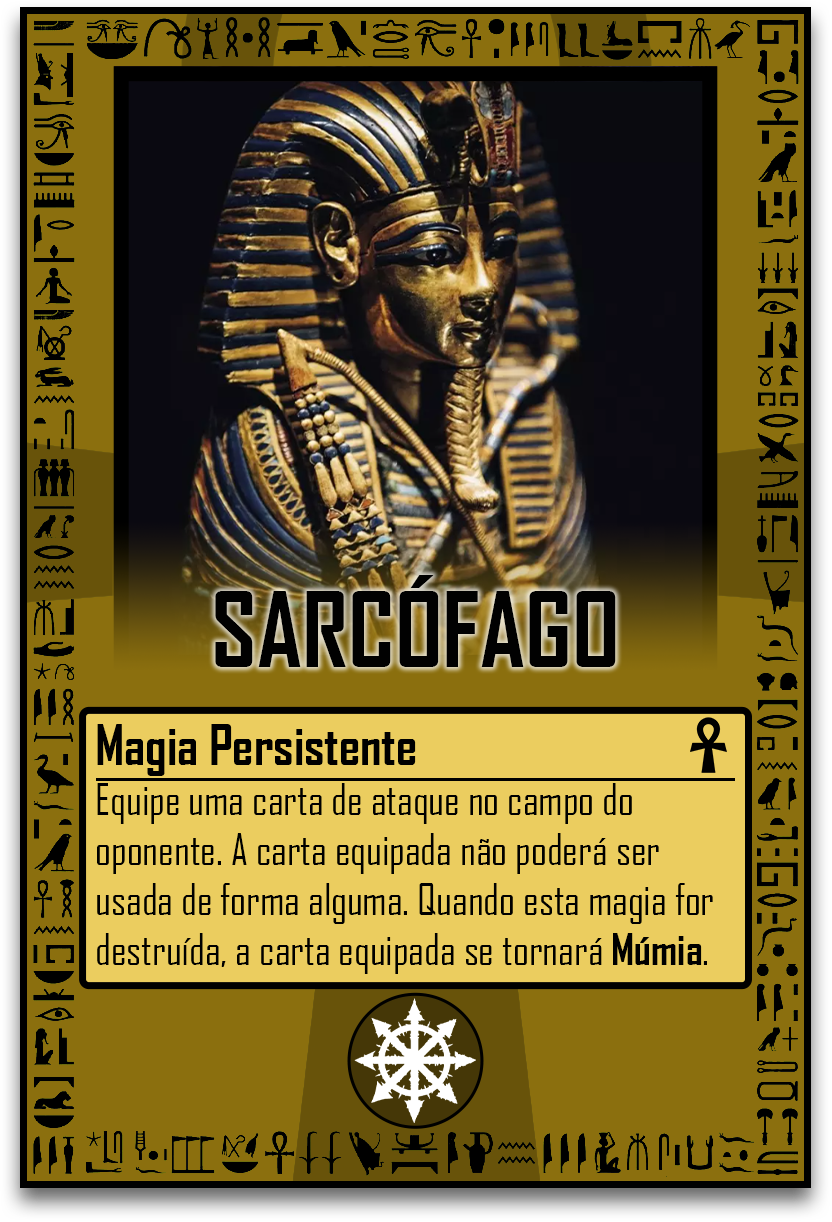 SARCÓFAGO
Magia Persistente
Equipe uma carta de ataque no campo do
oponente. A carta equipada não poderá ser
usada de forma alguma. Quando esta magia for
destruída, a carta equipada se tornará Múmia.